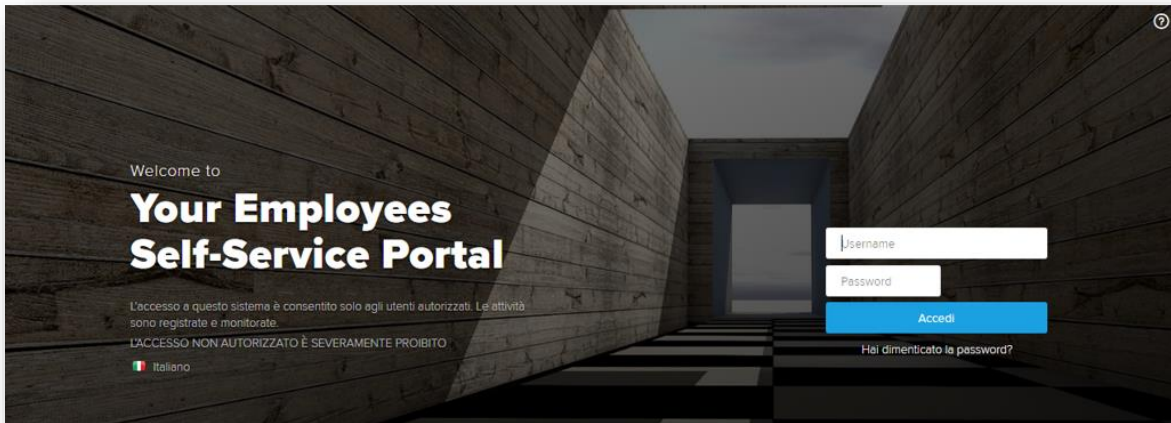 ?
Welcome to
Your Employees
Self-Service Portal
L'accesso a questo sistema è consentito solo agli utenti autorizzati. Le attività
sono registrate e monitorate.
L'ACCESSO NON AUTORIZZATO È SEVERAMENTE PROIBITO
Italiano
Username
Password
Accedi
Hai dimenticato la password?